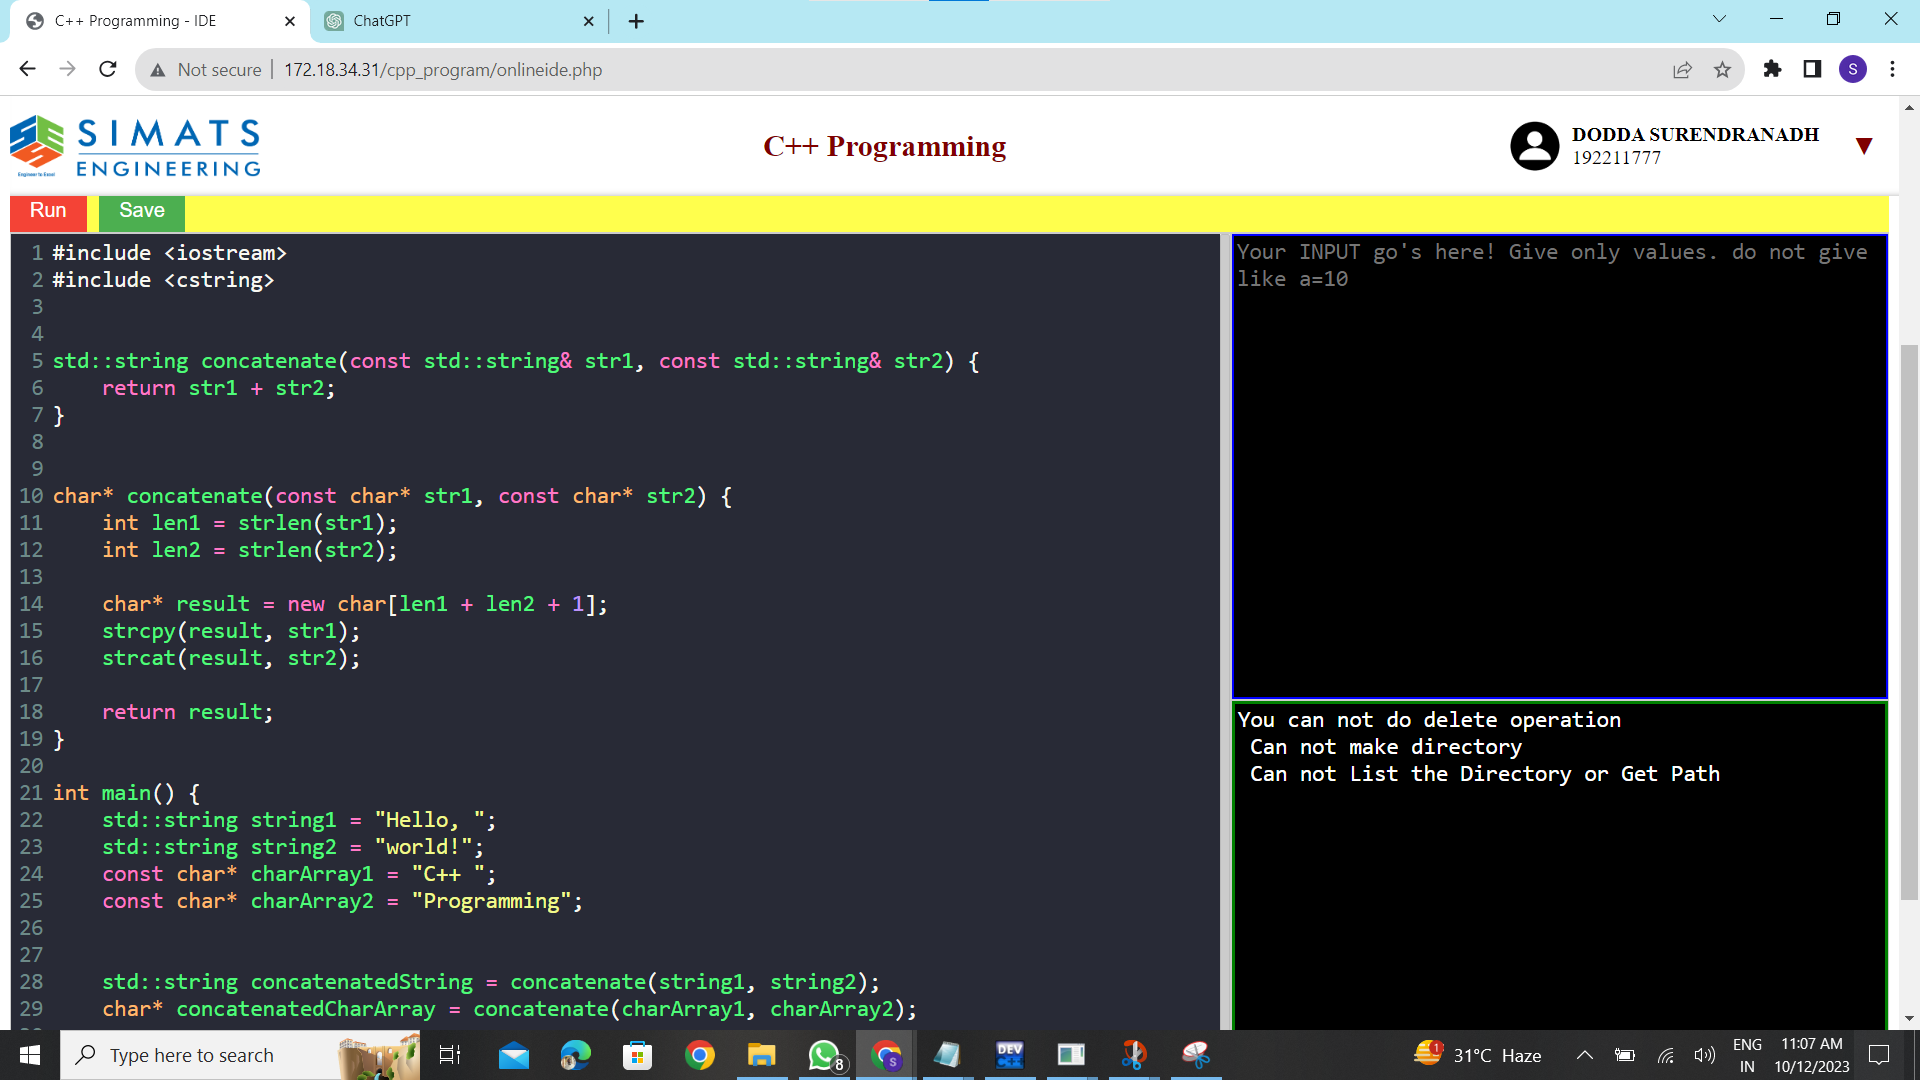 C++ Programming - IDE
ChatGPT
Not secure
172.18.34.31/cpp_program/onlineide.php
S
SIMATS
ENGINEERING
Engineer to Excel
C++ Programming
DODDA SURENDRANADH
192211777
Run
Save
1 #include <iostream>
2 #include <cstring>
3
4
5 std::string concatenate(const std::string& str1, const std::string& str2) {
6     return str1 + str2;
7 }
8
9
10 char* concatenate(const char* str1, const char* str2) {
11     int len1 = strlen(str1);
12     int len2 = strlen(str2);
13
14     char* result = new char[len1 + len2 + 1];
15     strcpy(result, str1);
16     strcat(result, str2);
17
18     return result;
19 }
20
21 int main() {
22     std::string string1 = "Hello, ";
23     std::string string2 = "world!";
24     const char* charArray1 = "C++ ";
25     const char* charArray2 = "Programming";
26
27
28     std::string concatenatedString = concatenate(string1, string2);
29     char* concatenatedCharArray = concatenate(charArray1, charArray2);
Your INPUT go's here! Give only values. do not give
like a=10
You can not do delete operation
Can not make directory
Can not List the Directory or Get Path
Type here to search
8
S
DEV
C++
1
31°C Haze
ENG
IN
11:07 AM
10/12/2023